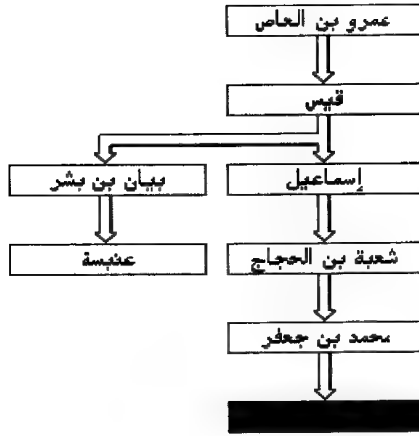 عمرو بن العاص
قيس
بيان بن بشر
إسماعيل
عنبسة
شعبة بن الحجاج
محمد بن جعفر